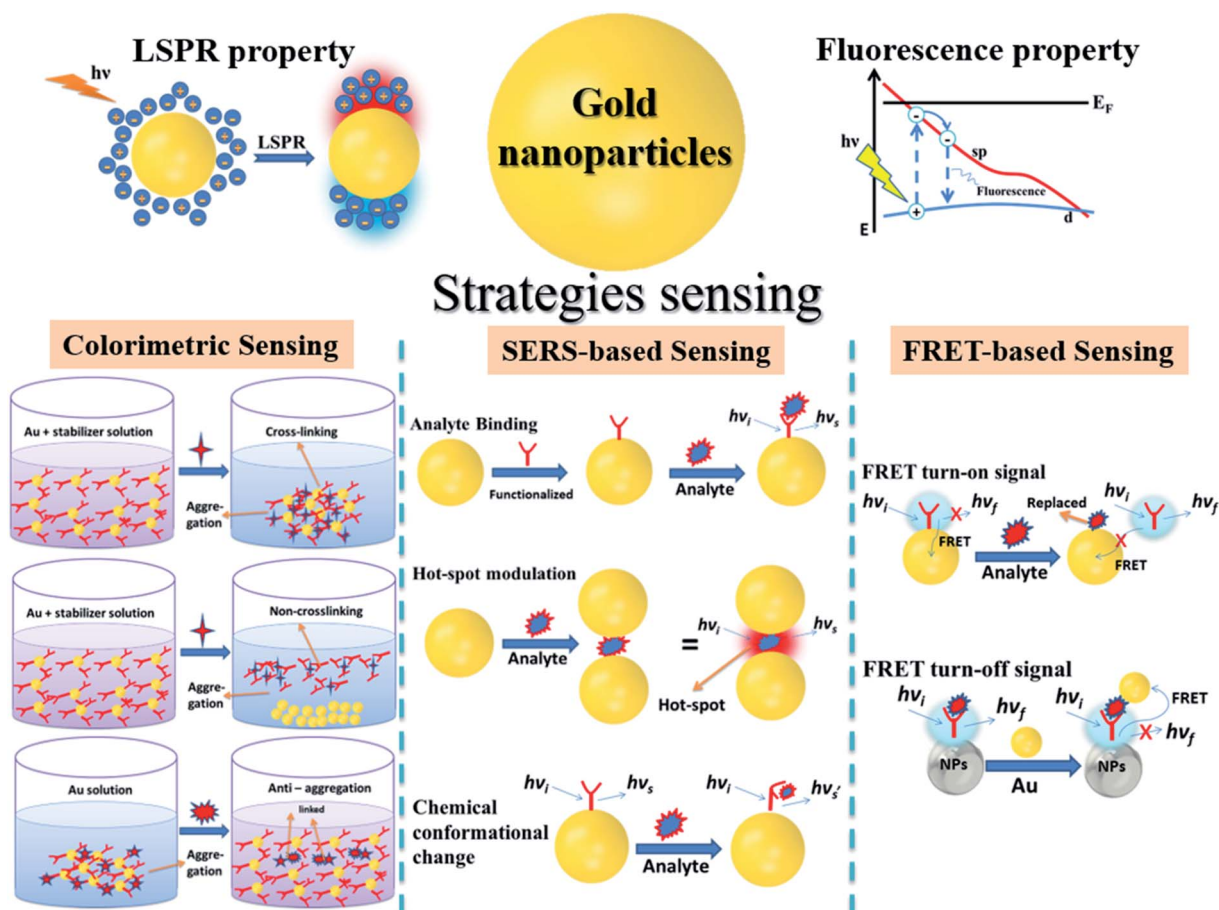 LSPR property
hν
LSPR
Gold
nanoparticles
Fluorescence property
E_F
hν
sp
Fluorescence
d
E
Strategies sensing
Colorimetric Sensing
Au + stabilizer solution
Cross-linking
Aggre-
gation
Au + stabilizer solution
Non-crosslinking
Aggre-
gation
Au solution
Anti – aggregation
linked
Aggre-
gation
SERS-based Sensing
Analyte Binding
Functionalized
Analyte
hν_i
hν_s
Hot-spot modulation
Analyte
=
hν_i
hν_s
Hot-spot
Chemical
conformational
change
hν_i
hν_s
Analyte
hν_i
hν_s'
FRET-based Sensing
FRET turn-on signal
hν_i
X
hν_f
FRET
Analyte
Replaced
hν_i
hν_f
X
FRET
FRET turn-off signal
hν_i
hν_f
NPs
Au
hν_i
FRET
X
hν_f
NPs